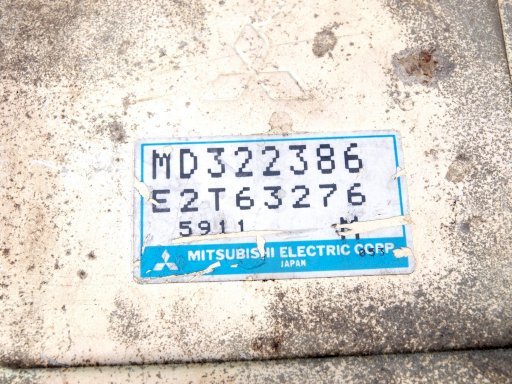 MD322386
E2T63276
5911 M
MITSUBISHI ELECTRIC CORP.
JAPAN